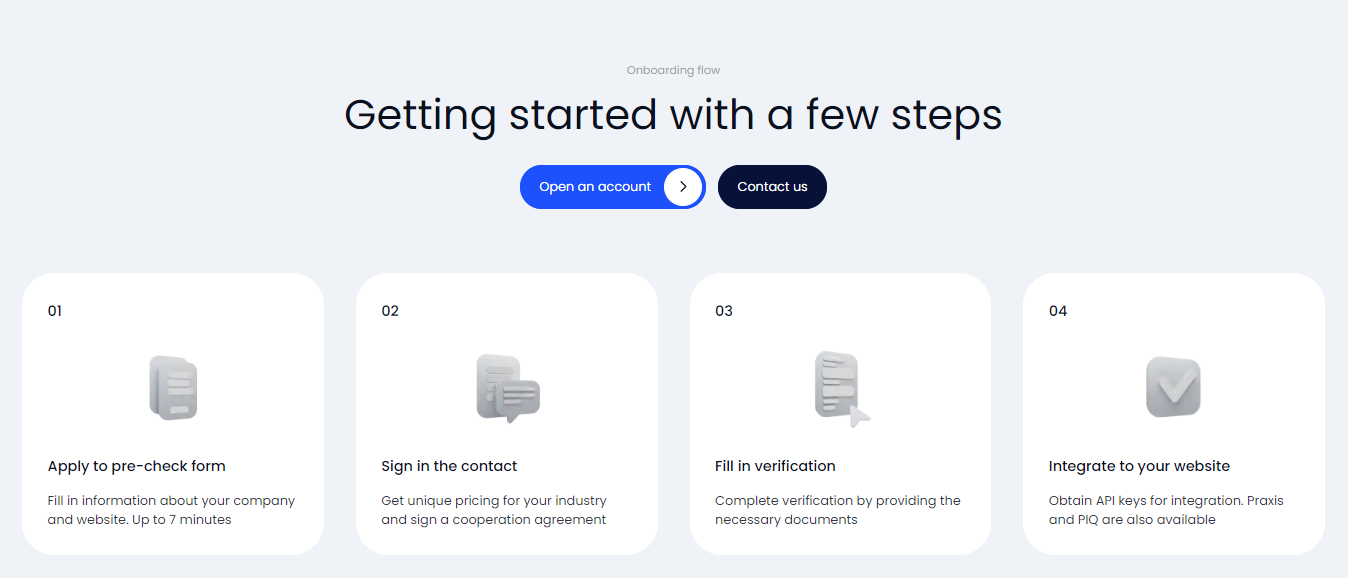 Onboarding flow
Getting started with a few steps
Open an account
Contact us
01
Apply to pre-check form
Fill in information about your company
and website. Up to 7 minutes
02
Sign in the contact
Get unique pricing for your industry
and sign a cooperation agreement
03
Fill in verification
Complete verification by providing the
necessary documents
04
Integrate to your website
Obtain API keys for integration. Praxis
and PIQ are also available